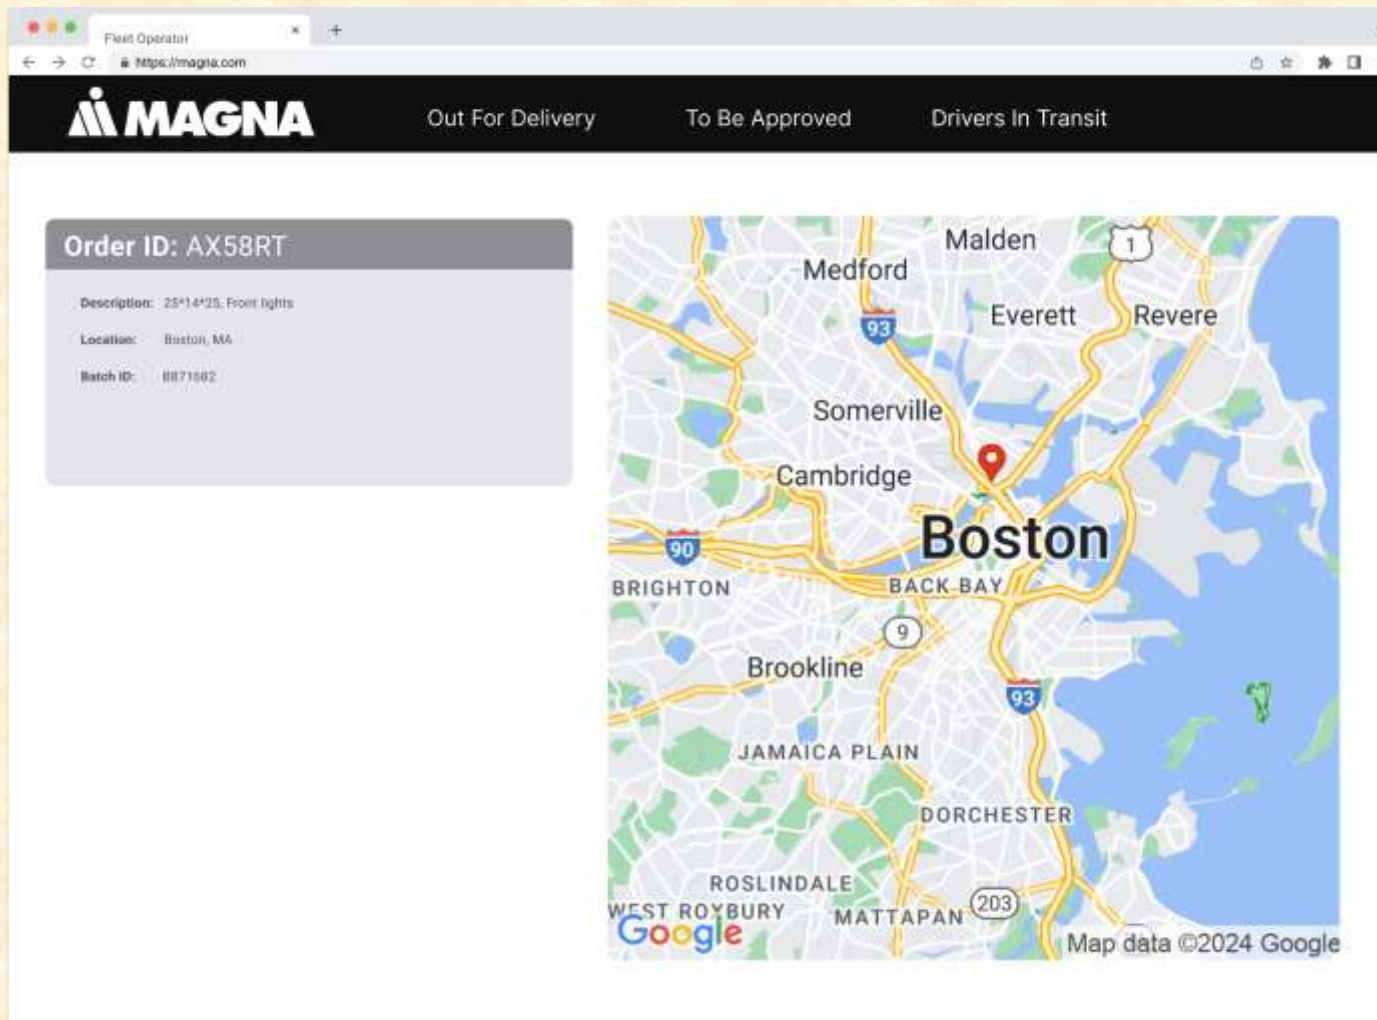 Fleet Operator
https://magna.com
MAGNA
Out For Delivery
To Be Approved
Drivers In Transit
Order ID: AX58RT
Description: 25*14*25, Front lights
Location: Boston, MA
Batch ID: BB71682
Malden
1
Medford
93
Everett
Revere
Somerville
Cambridge
Boston
90
BRIGHTON
BACK BAY
9
Brookline
93
JAMAICA PLAIN
DORCHESTER
ROSLINDALE
WEST ROXBURY
MATTAPAN
203
Google
Map data ©2024 Google